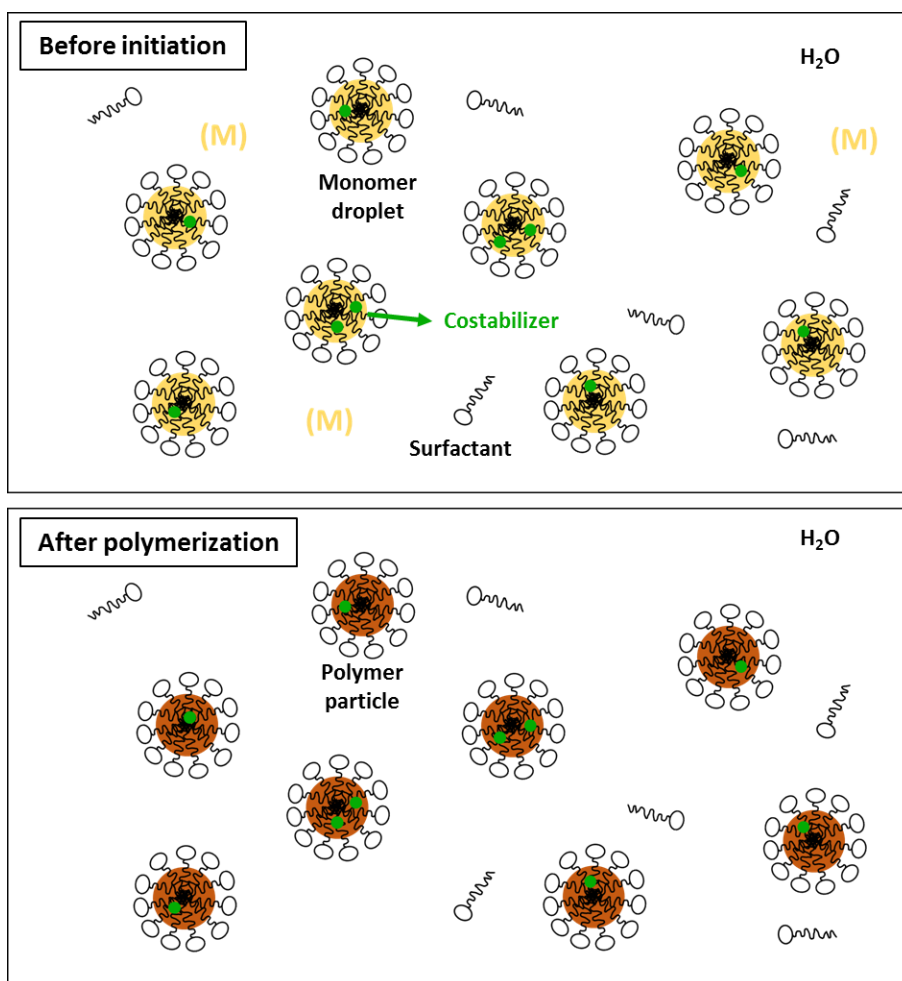 Before initiation
H₂O
(M)
(M)
Monomer
droplet
Costabilizer
(M)
Surfactant
After polymerization
H₂O
Polymer
particle